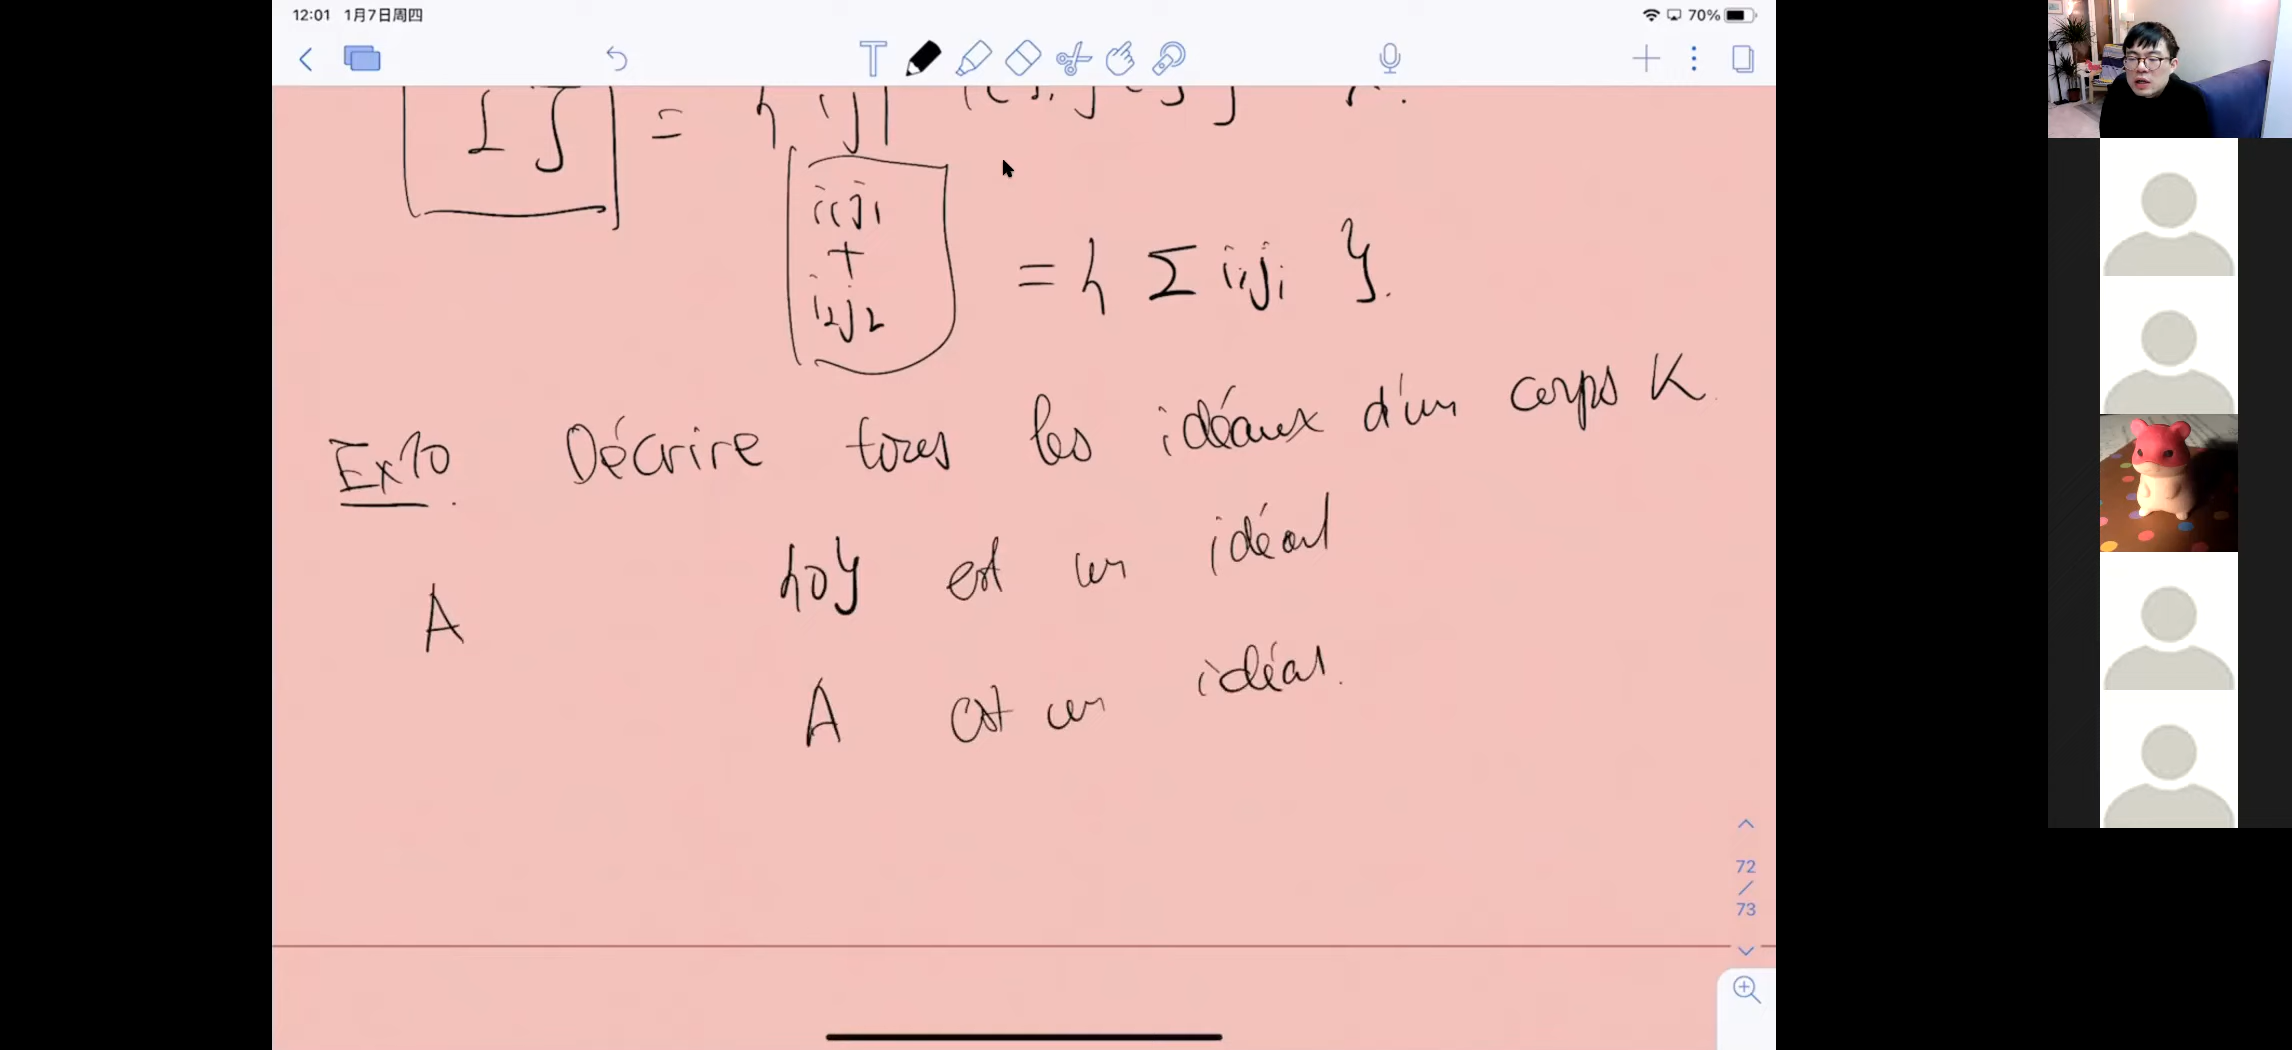 12:01 1月7日周四 70%
T
IJ =
i1j1
+
i2j2
= { Σ iiji }.
Ex10. Décrire tous les idéaux d'un corps K.
{0} est un idéal
A
A est un idéal.
72
/
73